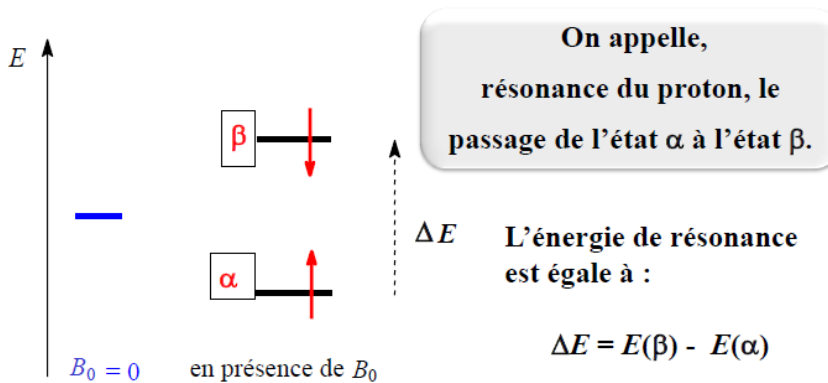 E
On appelle,
résonance du proton, le
passage de l'état α à l'état β.
β
ΔE
L'énergie de résonance
est égale à :
α
ΔE = E(β) - E(α)
B₀ = 0
en présence de B₀